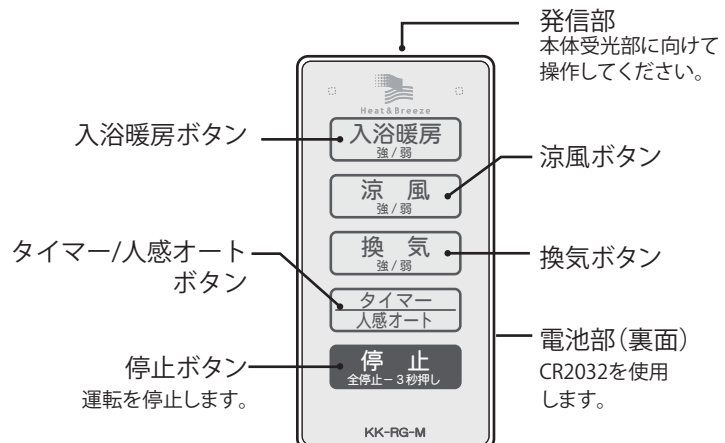 発信部
本体受光部に向けて
操作してください。
Heat&Breeze
入浴暖房ボタン
入浴暖房
強/弱
涼風ボタン
涼 風
強/弱
換気ボタン
換 気
強/弱
タイマー/人感オート
ボタン
タイマー
人感オート
電池部（裏面）
CR2032を使用
します。
停止ボタン
運転を停止します。
停 止
全停止－3秒押し
KK-RG-M